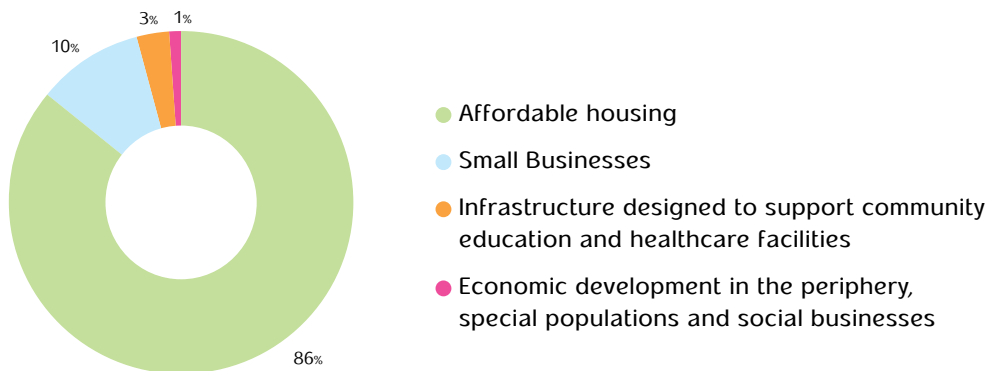 3%
1%
10%
Affordable housing
Small Businesses
Infrastructure designed to support community
education and healthcare facilities
Economic development in the periphery,
special populations and social businesses
86%